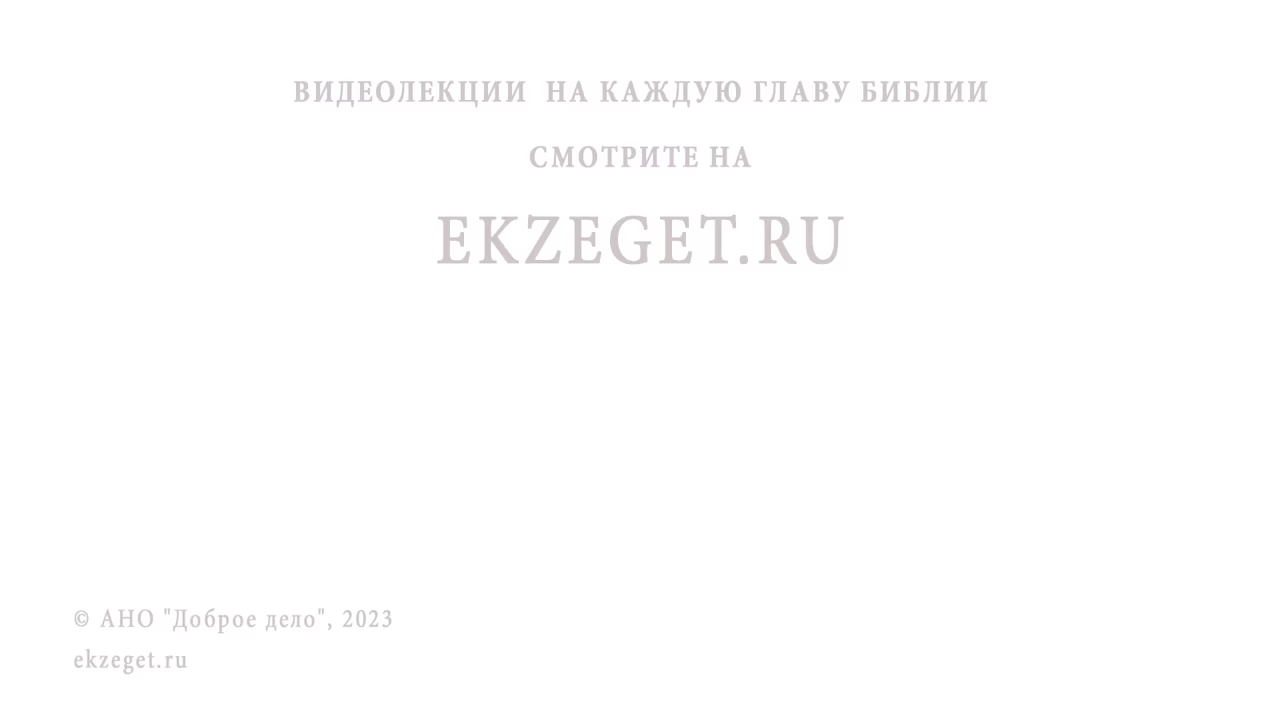 ВИДЕОЛЕКЦИИ НА КАЖДУЮ ГЛАВУ БИБЛИИ
СМОТРИТЕ НА
EKZEGET.RU
© АНО "Доброе дело", 2023
ekzeget.ru